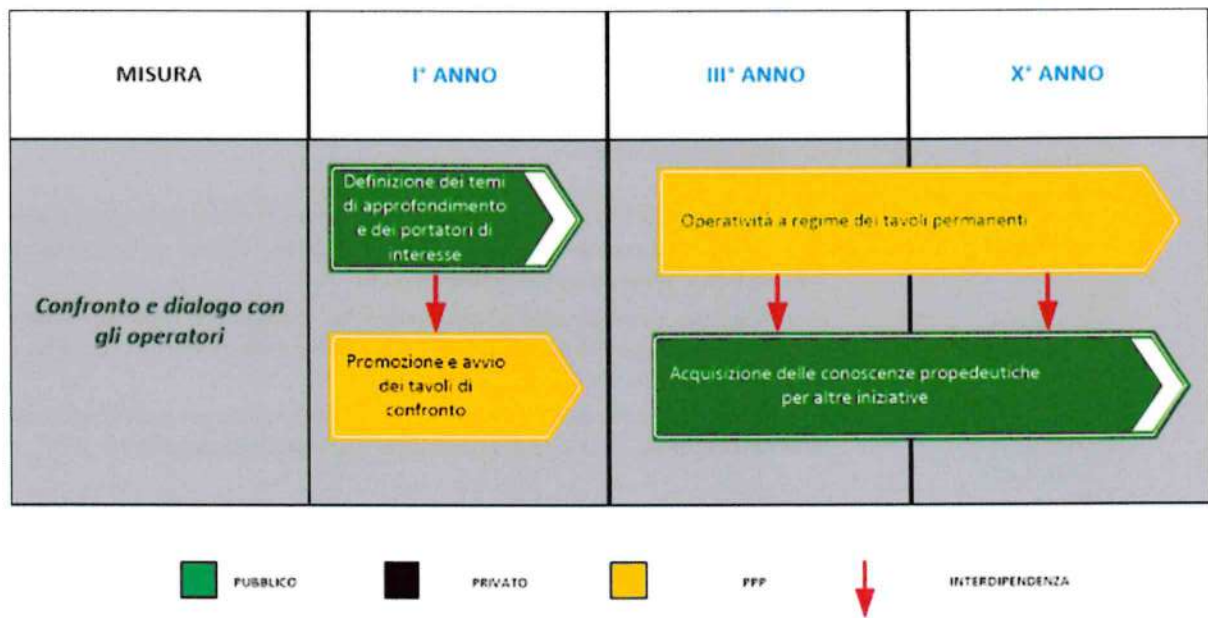 MISURA
I° ANNO
III° ANNO
X° ANNO
Confronto e dialogo con
gli operatori
Definizione dei temi
di approfondimento
e dei portatori di
interesse
Promozione e avvio
dei tavoli di
confronto
Operatività a regime dei tavoli permanenti
Acquisizione delle conoscenze propedeutiche
per altre iniziative
PUBBLICO
PRIVATO
PPP
INTERDIPENDENZA